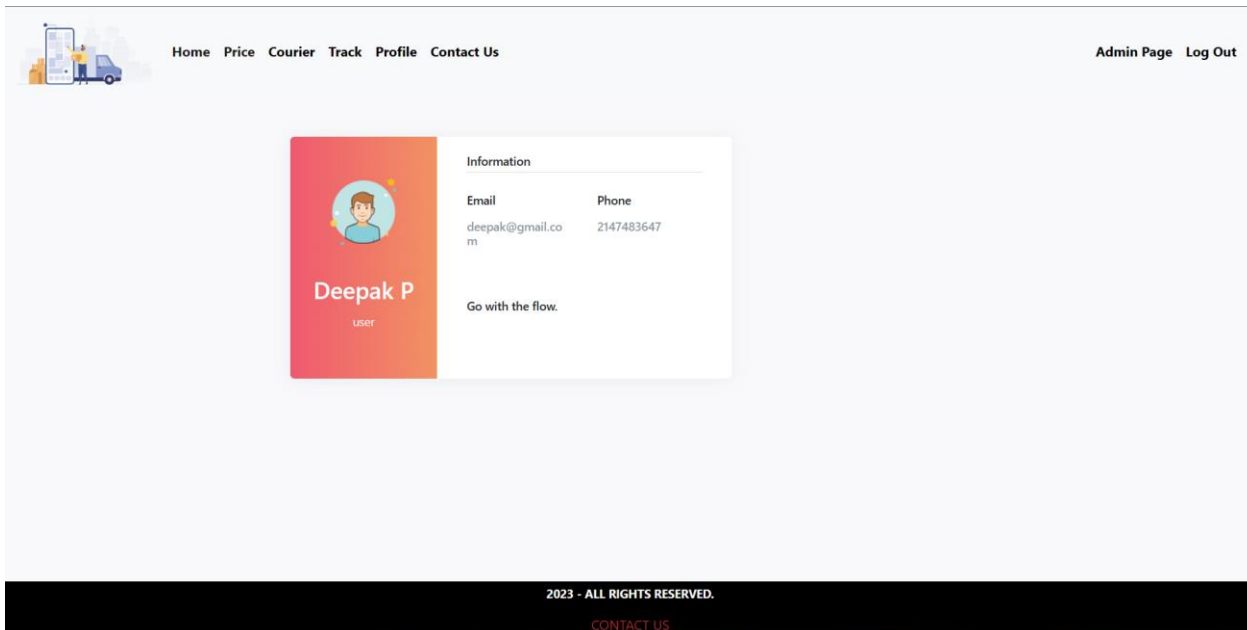 Home Price Courier Track Profile Contact Us Admin Page Log Out
Information
Email Phone
deepak@gmail.co 2147483647
m
Deepak P
user
Go with the flow.
2023 - ALL RIGHTS RESERVED.
CONTACT US